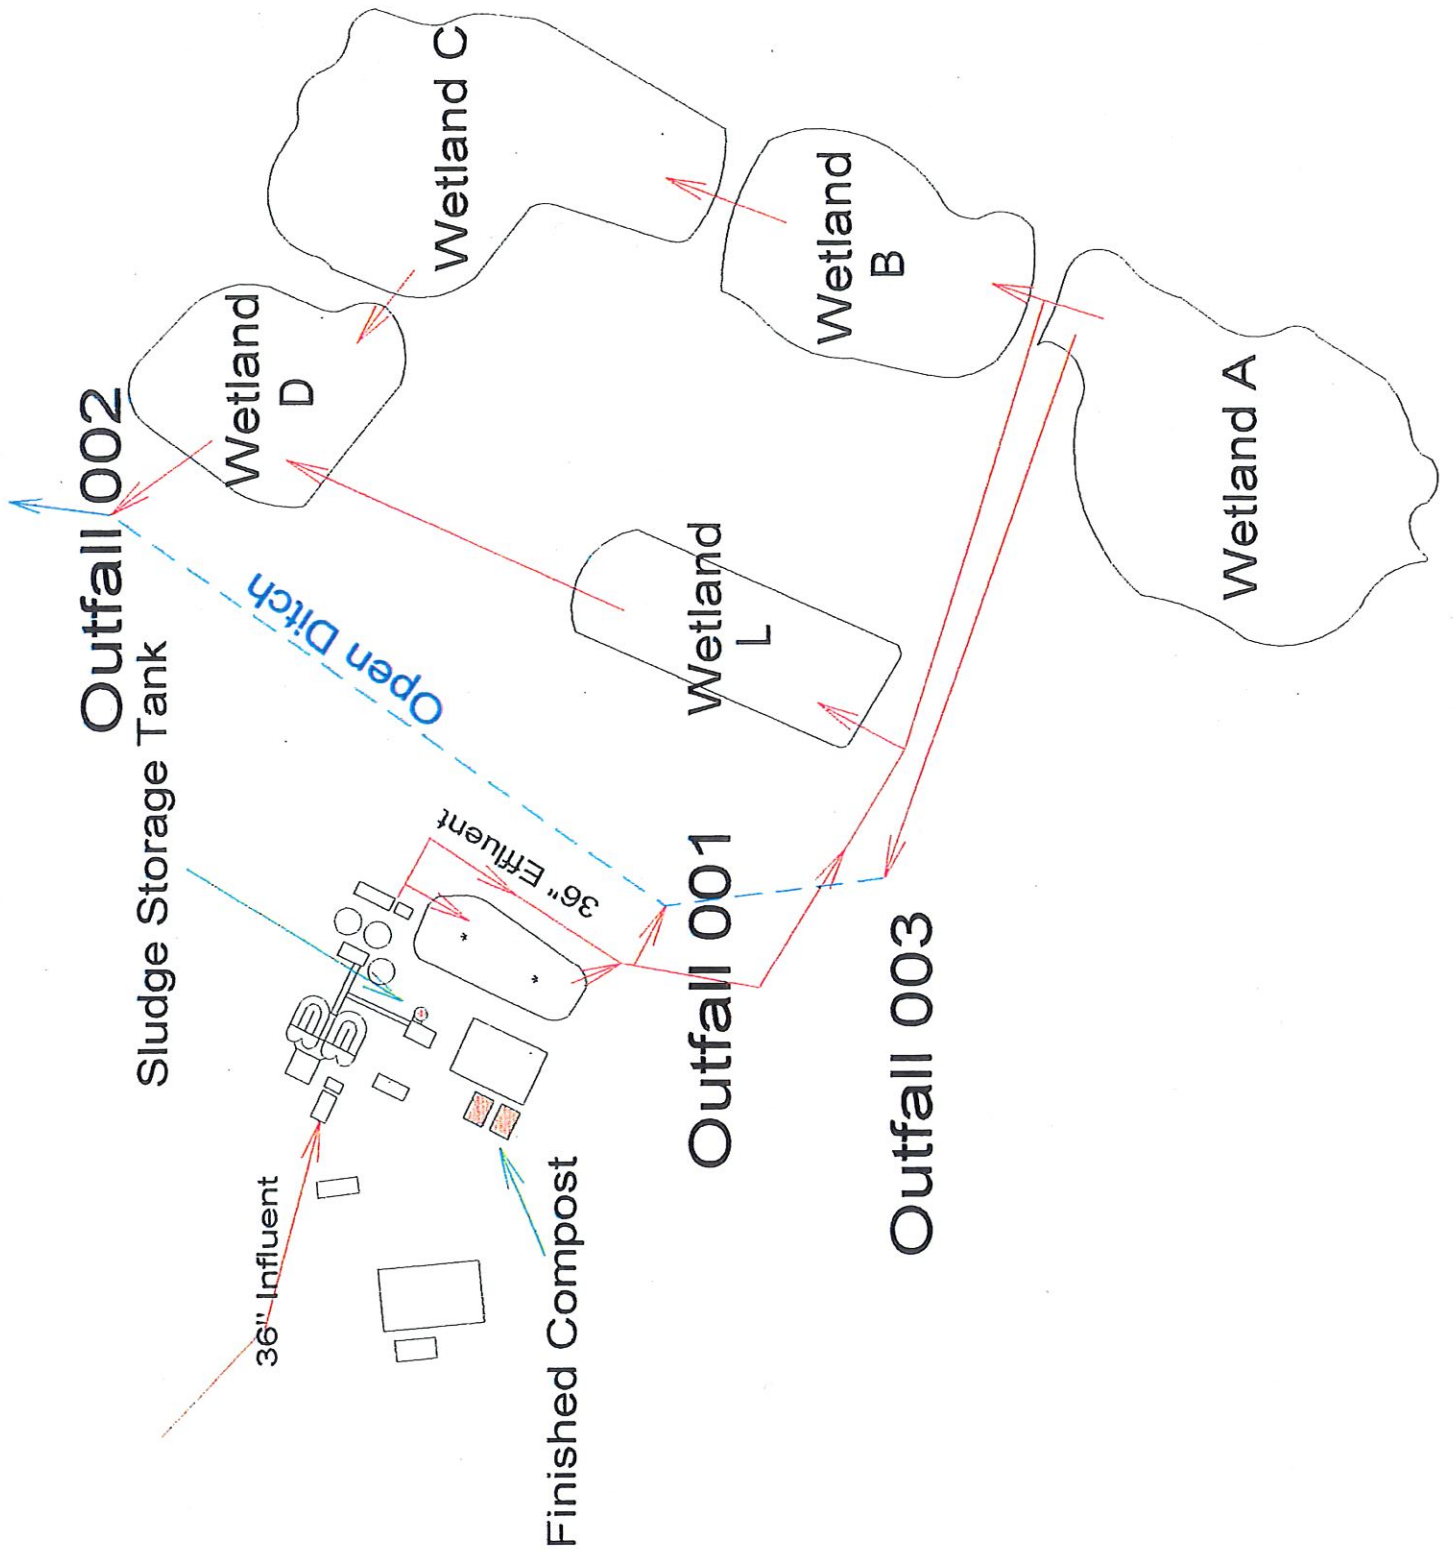 36" Influent
Sludge Storage Tank
Outfall 002
Wetland
D
Wetland C
Open Ditch
36" Effluent
Finished Compost
Outfall 001
Wetland
L
Wetland
B
Outfall 003
Wetland A